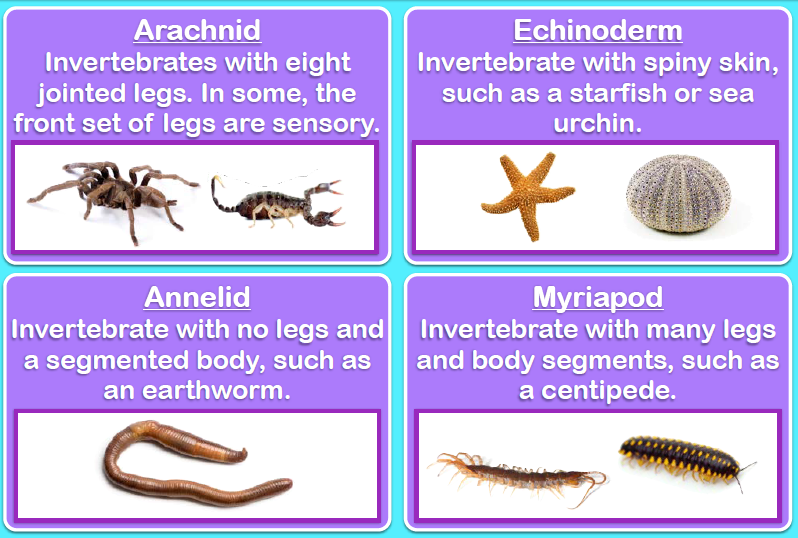 Arachnid
Invertebrates with eight
jointed legs. In some, the
front set of legs are sensory.
Echinoderm
Invertebrate with spiny skin,
such as a starfish or sea
urchin.
Annelid
Invertebrate with no legs and
a segmented body, such as
an earthworm.
Myriapod
Invertebrate with many legs
and body segments, such as
a centipede.